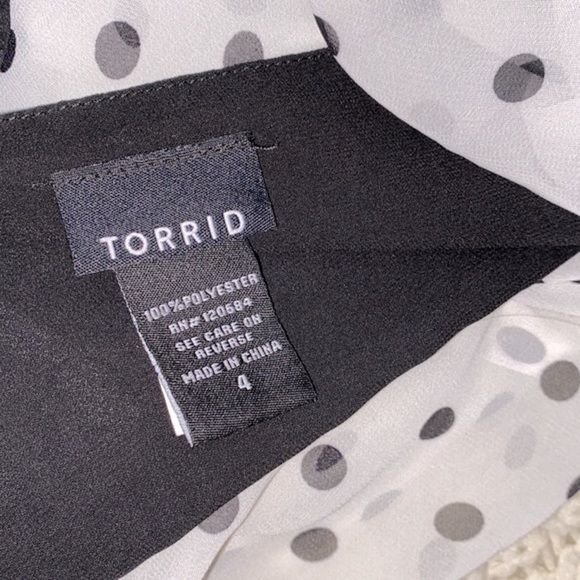 TORRID
100% POLYESTER
RN# 120684
SEE CARE ON
REVERSE
MADE IN CHINA
4